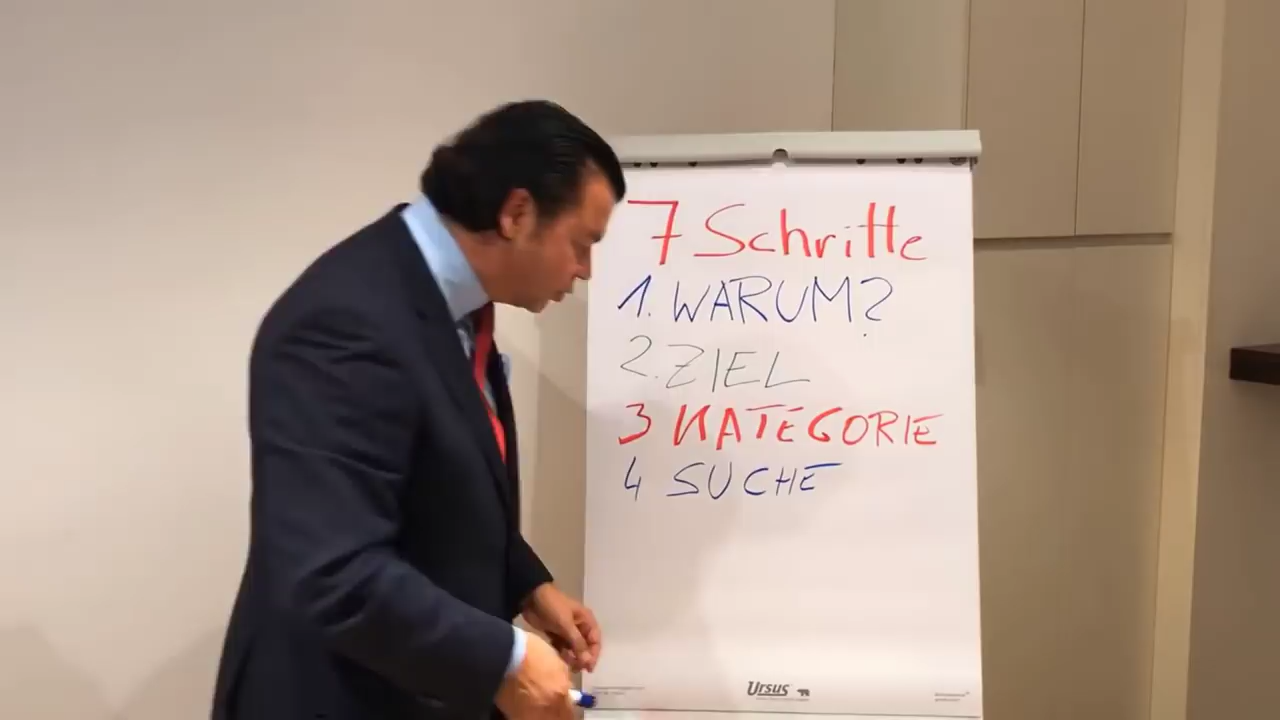 7 Schritte
1. WARUM?
2. ZIEL
3 KATEGORIE
4 SUCHE
Ursus